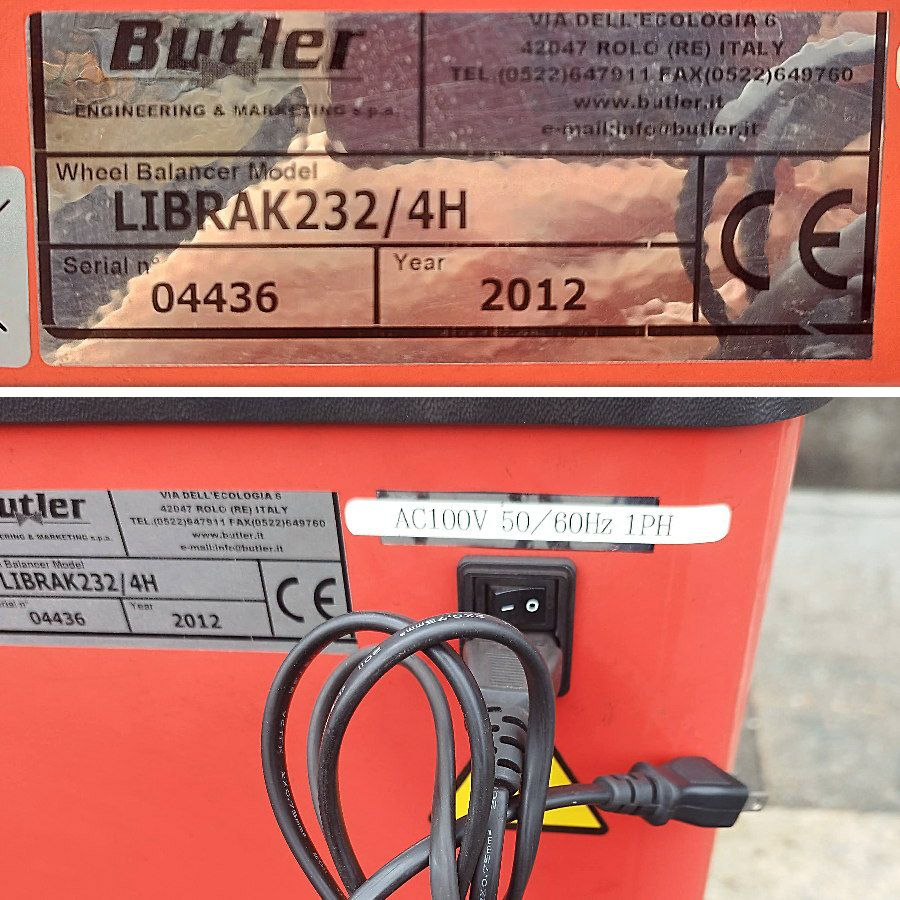 Butler
ENGINEERING & MARKETING s.p.a.
VIA DELL'ECOLOGIA 6
42047 ROLO (RE) ITALY
TEL.(0522)647911 FAX(0522)649760
www.butler.it
e-mail:info@butler.it
Wheel Balancer Model
LIBRAK232/4H
Serial n°
04436
Year
2012
CE
utler
ERING & MARKETING s.p.a.
VIA DELL'ECOLOGIA 6
42047 ROLO (RE) ITALY
TEL.(0522)647911 FAX(0522)649760
www.butler.it
e-mail:info@butler.it
Balancer Model
LIBRAK232/4H
04436
Year
2012
CE
AC100V 50/60Hz 1PH